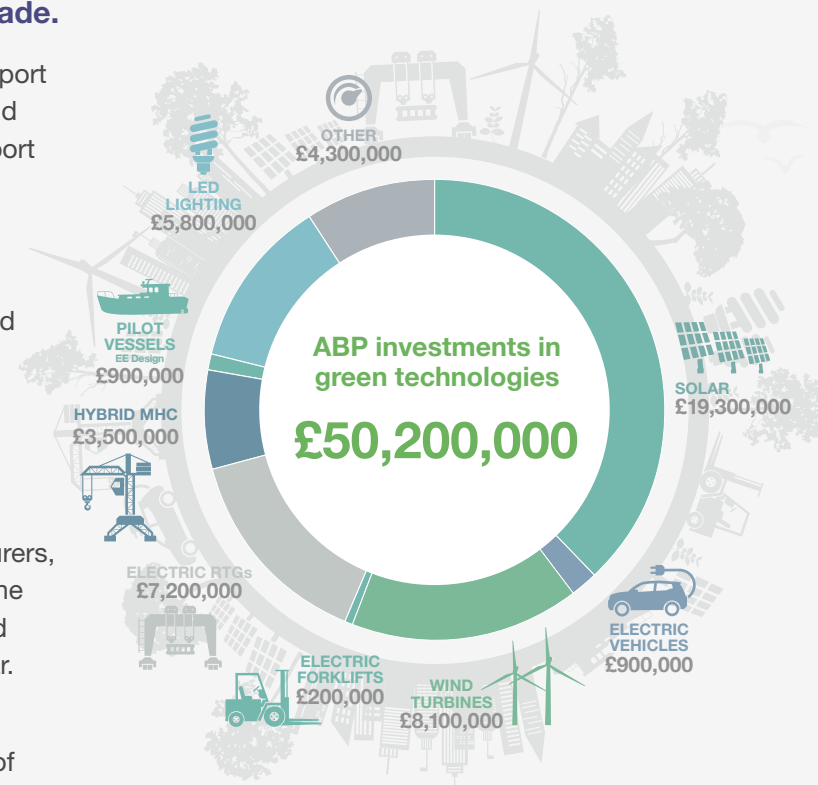 ade.
port
d
port
d
urers,
ne
d
r.
of
OTHER
£4,300,000
LED
LIGHTING
£5,800,000
PILOT
VESSELS
EE Design
£900,000
HYBRID MHC
£3,500,000
ELECTRIC RTGs
£7,200,000
ELECTRIC
FORKLIFTS
£200,000
WIND
TURBINES
£8,100,000
ELECTRIC
VEHICLES
£900,000
SOLAR
£19,300,000
ABP investments in
green technologies
£50,200,000